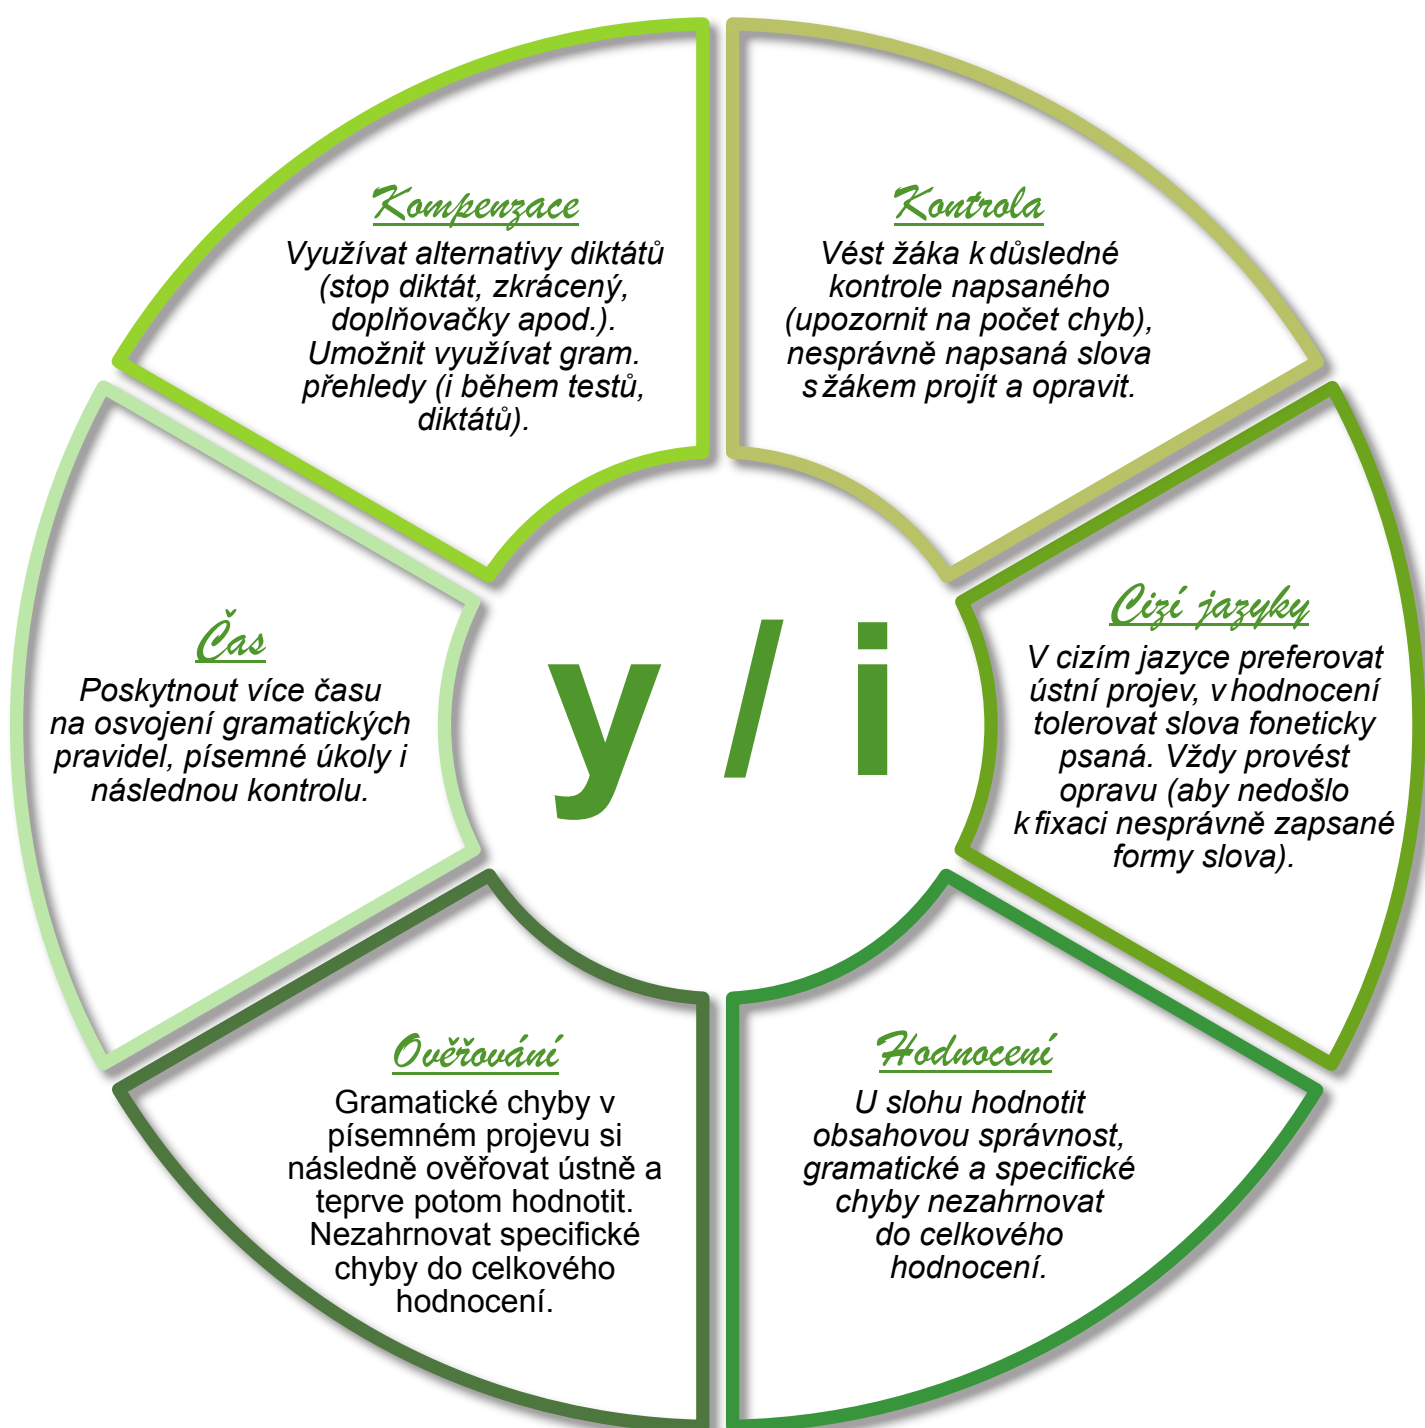 Kompenzace
Využívat alternativy diktátů
(stop diktát, zkrácený,
doplňovačky apod.).
Umožnit využívat gram.
přehledy (i během testů,
diktátů).
Kontrola
Vést žáka k důsledné
kontrole napsaného
(upozornit na počet chyb),
nesprávně napsaná slova
s žákem projít a opravit.
Cizí jazyky
V cizím jazyce preferovat
ústní projev, v hodnocení
tolerovat slova foneticky
psaná. Vždy provést
opravu (aby nedošlo
k fixaci nesprávně zapsané
formy slova).
Hodnocení
U slohu hodnotit
obsahovou správnost,
gramatické a specifické
chyby nezahrnovat
do celkového
hodnocení.
Ověřování
Gramatické chyby v
písemném projevu si
následně ověřovat ústně a
teprve potom hodnotit.
Nezahrnovat specifické
chyby do celkového
hodnocení.
Čas
Poskytnout více času
na osvojení gramatických
pravidel, písemné úkoly i
následnou kontrolu.
y / i